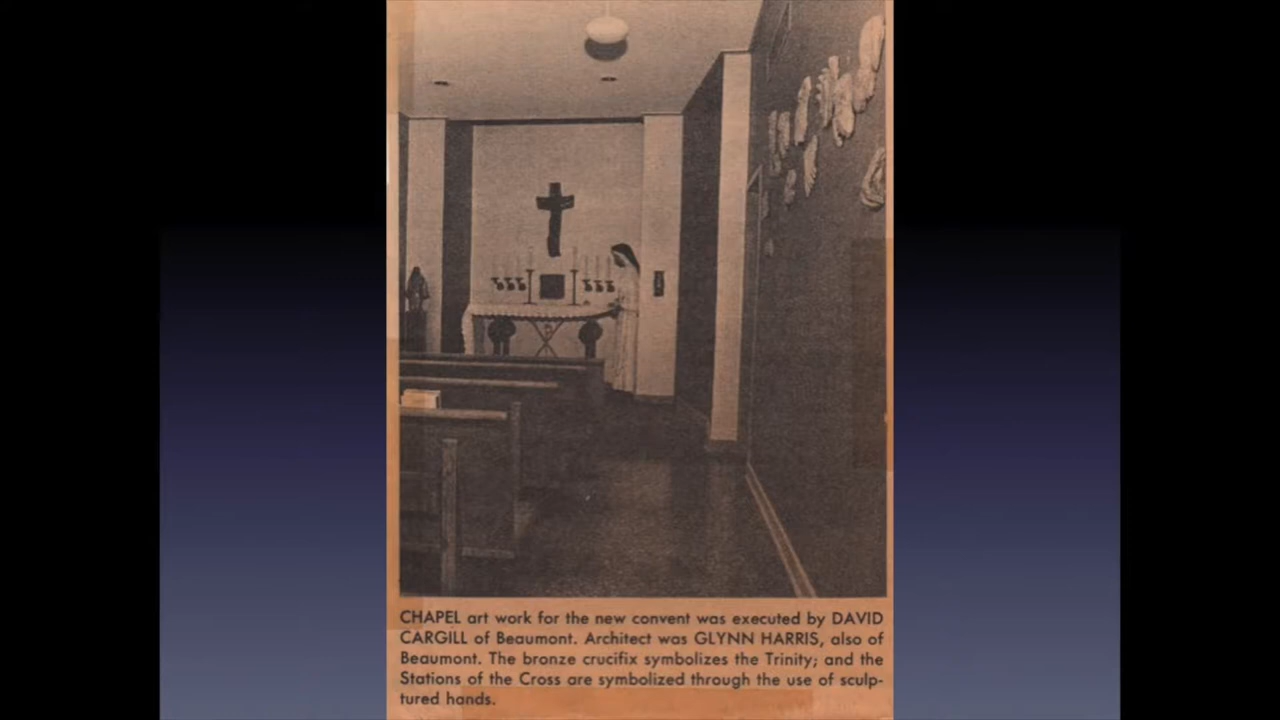 CHAPEL art work for the new convent was executed by DAVID
CARGILL of Beaumont. Architect was GLYNN HARRIS, also of
Beaumont. The bronze crucifix symbolizes the Trinity; and the
Stations of the Cross are symbolized through the use of sculp-
tured hands.